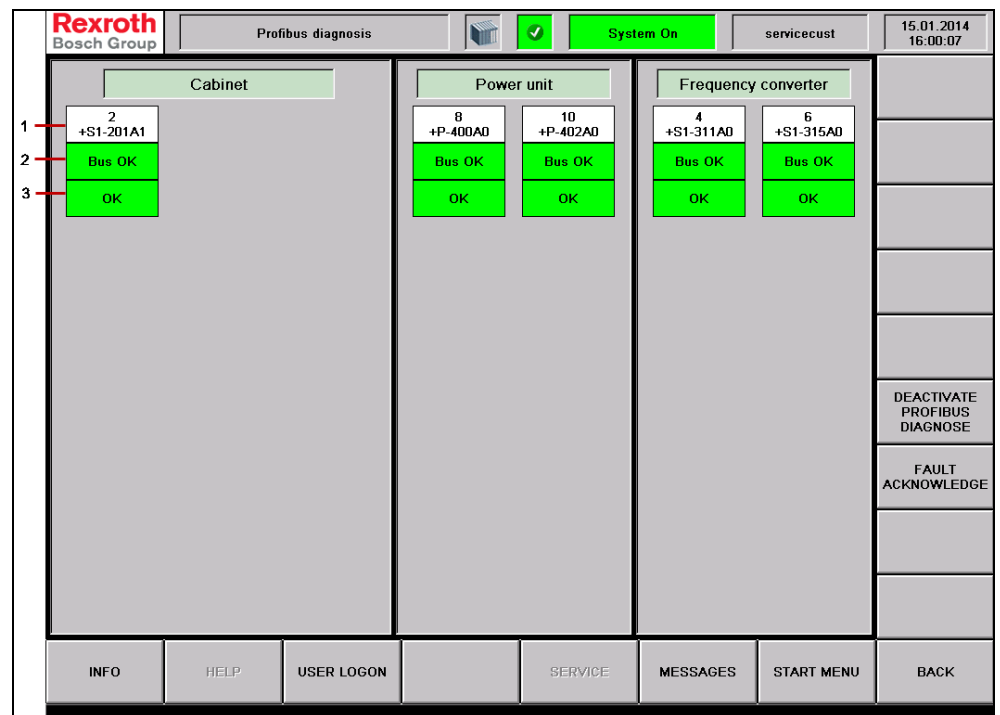 Rexroth
Bosch Group
Profibus diagnosis
System On
servicecust
15.01.2014
16:00:07
Cabinet
Power unit
Frequency converter
1
2
+S1-201A1
8
+P-400A0
10
+P-402A0
4
+S1-311A0
6
+S1-315A0
2
Bus OK
Bus OK
Bus OK
Bus OK
Bus OK
3
OK
OK
OK
OK
OK
DEACTIVATE
PROFIBUS
DIAGNOSE
FAULT
ACKNOWLEDGE
INFO
HELP
USER LOGON
SERVICE
MESSAGES
START MENU
BACK